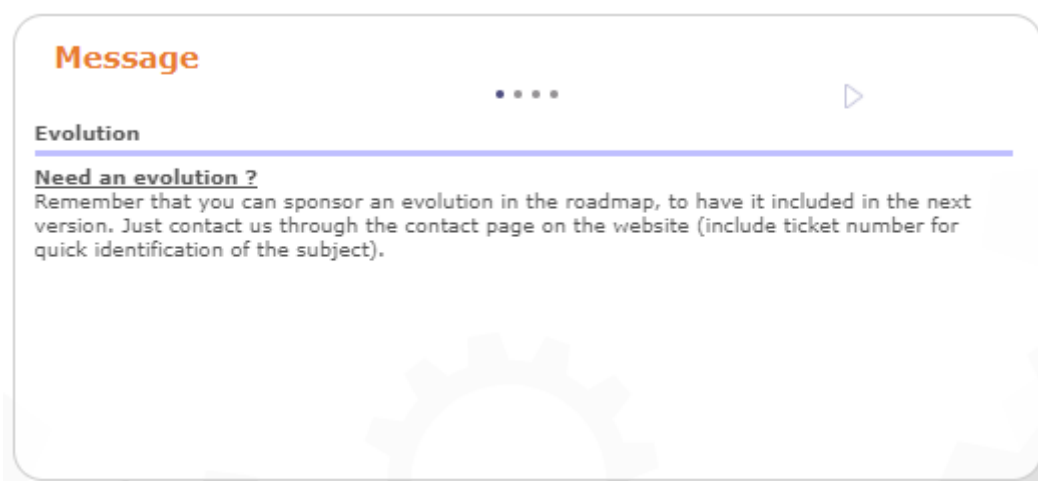 Message
Evolution
Need an evolution ?
Remember that you can sponsor an evolution in the roadmap, to have it included in the next
version. Just contact us through the contact page on the website (include ticket number for
quick identification of the subject).